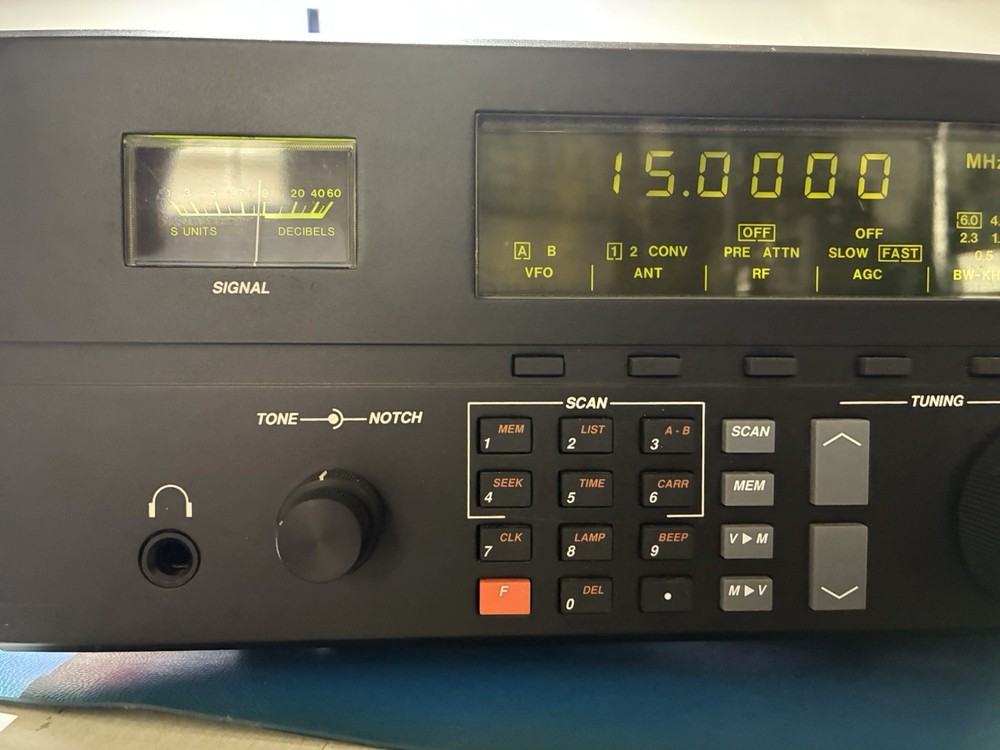 15.0000 MHz
20 40 60
S UNITS DECIBELS
SIGNAL
OFF
OFF
6.0
2.3
A B
1 2 CONV
PRE ATTN
SLOW FAST
0.5
VFO
ANT
RF
AGC
TONE NOTCH
SCAN
TUNING
1 MEM
2 LIST
3 A - B
SCAN
4 SEEK
5 TIME
6 CARR
MEM
7 CLK
8 LAMP
9 BEEP
V ▶ M
F
0 DEL
•
M ▶ V